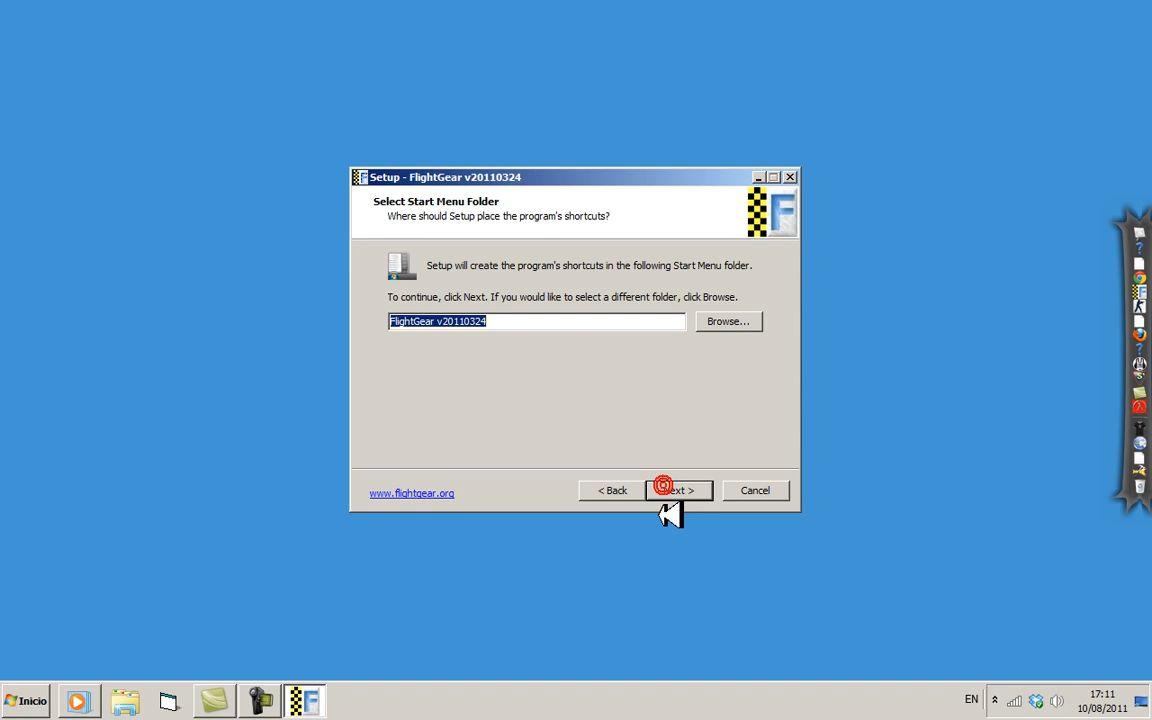 Setup - FlightGear v20110324
Select Start Menu Folder
Where should Setup place the program's shortcuts?
Setup will create the program's shortcuts in the following Start Menu folder.
To continue, click Next. If you would like to select a different folder, click Browse.
FlightGear v20110324
Browse...
www.flightgear.org
< Back
>
Cancel
Inicio
EN
17:11
10/08/2011